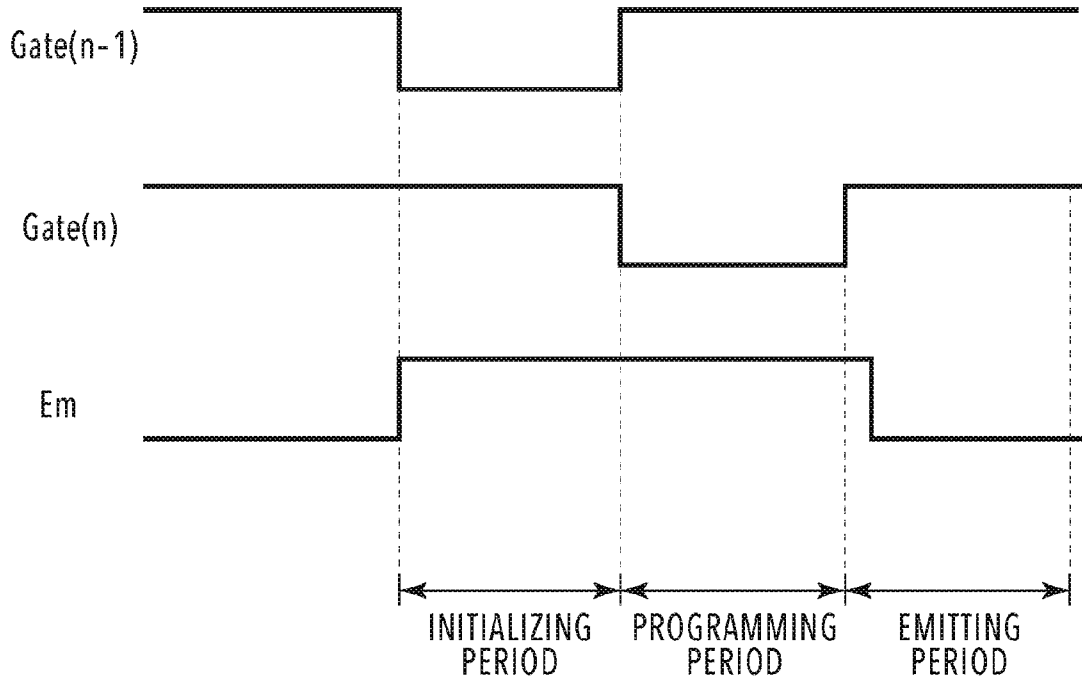 Gate(n-1)
Gate(n)
Em
INITIALIZING
PERIOD
PROGRAMMING
PERIOD
EMITTING
PERIOD